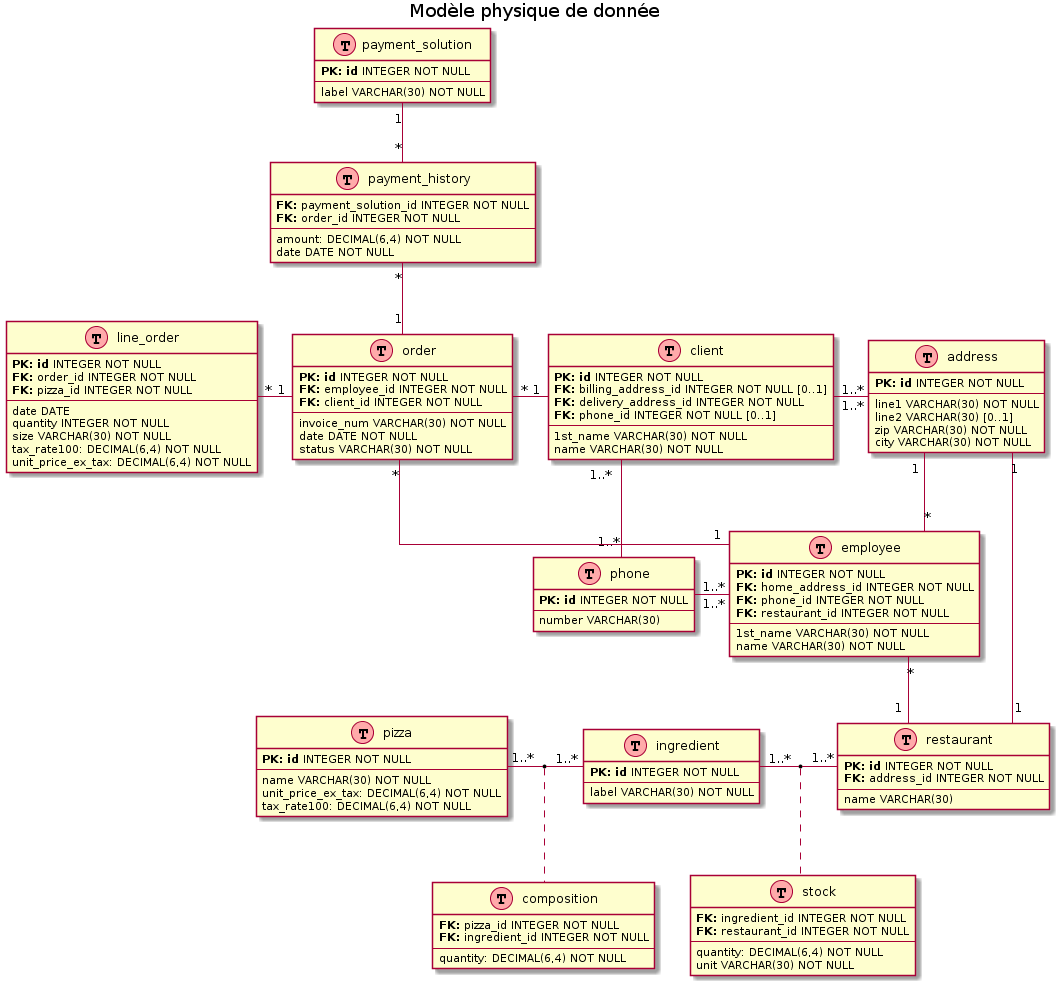 Modèle physique de donnée
T payment_solution
PK: id INTEGER NOT NULL
label VARCHAR(30) NOT NULL
1
*
T payment_history
FK: payment_solution_id INTEGER NOT NULL
FK: order_id INTEGER NOT NULL
amount: DECIMAL(6,4) NOT NULL
date DATE NOT NULL
*
1
T line_order
PK: id INTEGER NOT NULL
FK: order_id INTEGER NOT NULL
FK: pizza_id INTEGER NOT NULL
date DATE
quantity INTEGER NOT NULL
size VARCHAR(30) NOT NULL
tax_rate100: DECIMAL(6,4) NOT NULL
unit_price_ex_tax: DECIMAL(6,4) NOT NULL
* 1
T order
PK: id INTEGER NOT NULL
FK: employee_id INTEGER NOT NULL
FK: client_id INTEGER NOT NULL
invoice_num VARCHAR(30) NOT NULL
date DATE NOT NULL
status VARCHAR(30) NOT NULL
* 1
T client
PK: id INTEGER NOT NULL
FK: billing_address_id INTEGER NOT NULL [0..1]
FK: delivery_address_id INTEGER NOT NULL
FK: phone_id INTEGER NOT NULL [0..1]
1st_name VARCHAR(30) NOT NULL
name VARCHAR(30) NOT NULL
1..*
1..*
T address
PK: id INTEGER NOT NULL
line1 VARCHAR(30) NOT NULL
line2 VARCHAR(30) [0..1]
zip VARCHAR(30) NOT NULL
city VARCHAR(30) NOT NULL
*
1..*
1
1
*
1..*
1
T phone
PK: id INTEGER NOT NULL
number VARCHAR(30)
1..*
1..*
T employee
PK: id INTEGER NOT NULL
FK: home_address_id INTEGER NOT NULL
FK: phone_id INTEGER NOT NULL
FK: restaurant_id INTEGER NOT NULL
1st_name VARCHAR(30) NOT NULL
name VARCHAR(30) NOT NULL
*
1
1
T pizza
PK: id INTEGER NOT NULL
name VARCHAR(30) NOT NULL
unit_price_ex_tax: DECIMAL(6,4) NOT NULL
tax_rate100: DECIMAL(6,4) NOT NULL
1..* 1..*
T ingredient
PK: id INTEGER NOT NULL
label VARCHAR(30) NOT NULL
1..* 1..*
T restaurant
PK: id INTEGER NOT NULL
FK: address_id INTEGER NOT NULL
name VARCHAR(30)
T composition
FK: pizza_id INTEGER NOT NULL
FK: ingredient_id INTEGER NOT NULL
quantity: DECIMAL(6,4) NOT NULL
T stock
FK: ingredient_id INTEGER NOT NULL
FK: restaurant_id INTEGER NOT NULL
quantity: DECIMAL(6,4) NOT NULL
unit VARCHAR(30) NOT NULL